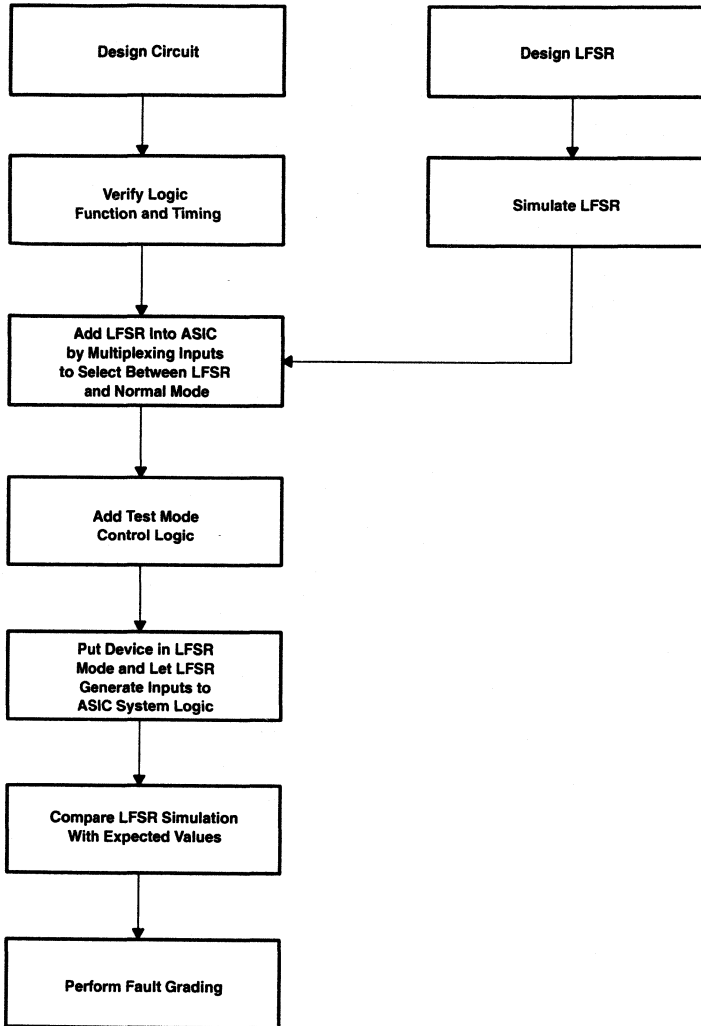 Design Circuit
Design LFSR
Verify Logic
Function and Timing
Simulate LFSR
Add LFSR Into ASIC
by Multiplexing Inputs
to Select Between LFSR
and Normal Mode
Add Test Mode
Control Logic
Put Device in LFSR
Mode and Let LFSR
Generate Inputs to
ASIC System Logic
Compare LFSR Simulation
With Expected Values
Perform Fault Grading